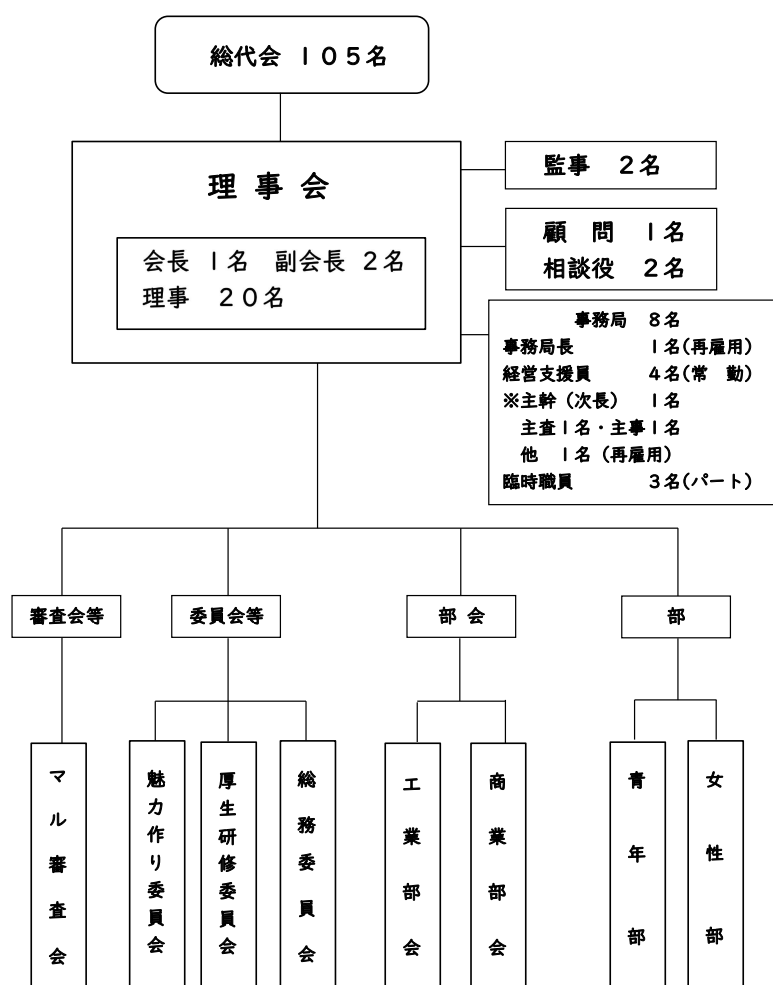 総代会 １０５名
理 事 会
会長 １名 副会長 ２名
理事 ２０名
監事 ２名
顧 問 １名
相談役 ２名
事務局 ８名
事務局長 １名(再雇用)
経営支援員 ４名(常 勤)
※主幹（次長） １名
主査１名・主事１名
他 １名（再雇用）
臨時職員 ３名(パート)
審査会等
委員会等
部 会
部
マル審査会
魅力作り委員会
厚生研修委員会
総務委員会
工業部会
商業部会
青年部
女性部